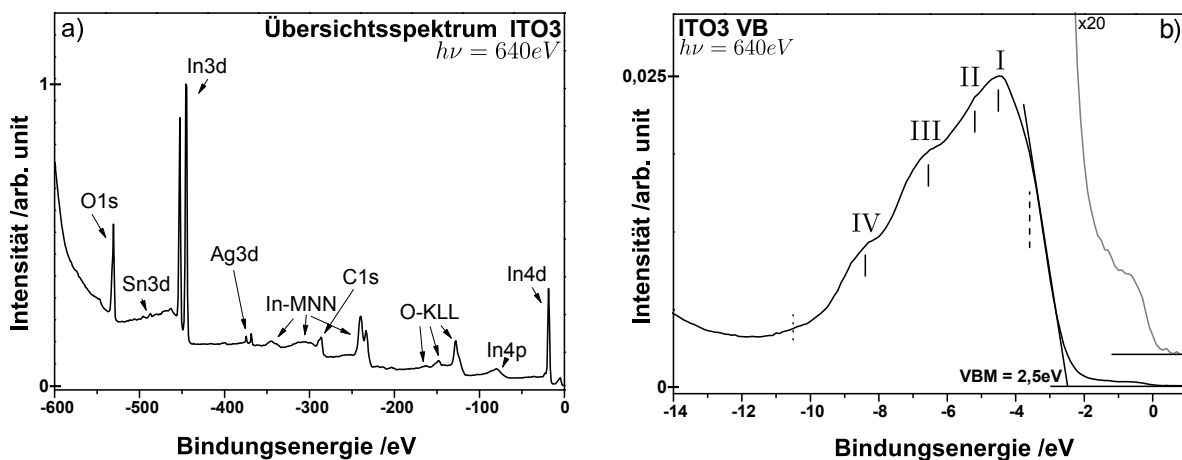 a)
Übersichtsspektrum ITO3
hν = 640eV
In3d
O1s
Sn3d
Ag3d
In-MNN
C1s
O-KLL
In4p
In4d
1
0
-600 -500 -400 -300 -200 -100 0
Bindungsenergie /eV
Intensität /arb. unit
ITO3 VB
hν = 640eV
x20
b)
0,025
I
II
III
IV
VBM = 2,5eV
0
-14 -12 -10 -8 -6 -4 -2 0
Bindungsenergie /eV
Intensität /arb. unit